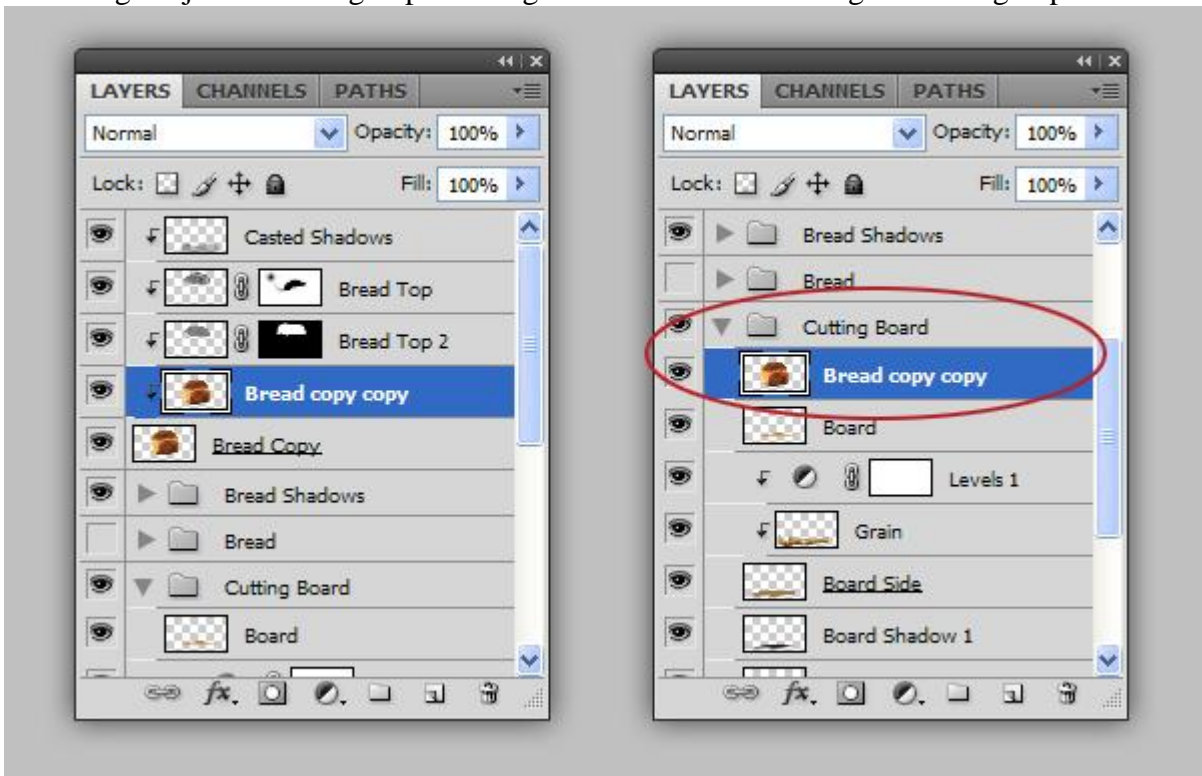 LAYERS CHANNELS PATHS
Normal Opacity: 100%
Lock: Fill: 100%
Casted Shadows
Bread Top
Bread Top 2
Bread copy copy
Bread Copy
Bread Shadows
Bread
Cutting Board
Board
fx.
LAYERS CHANNELS PATHS
Normal Opacity: 100%
Lock: Fill: 100%
Bread Shadows
Bread
Cutting Board
Bread copy copy
Board
Levels 1
Grain
Board Side
Board Shadow 1
fx.